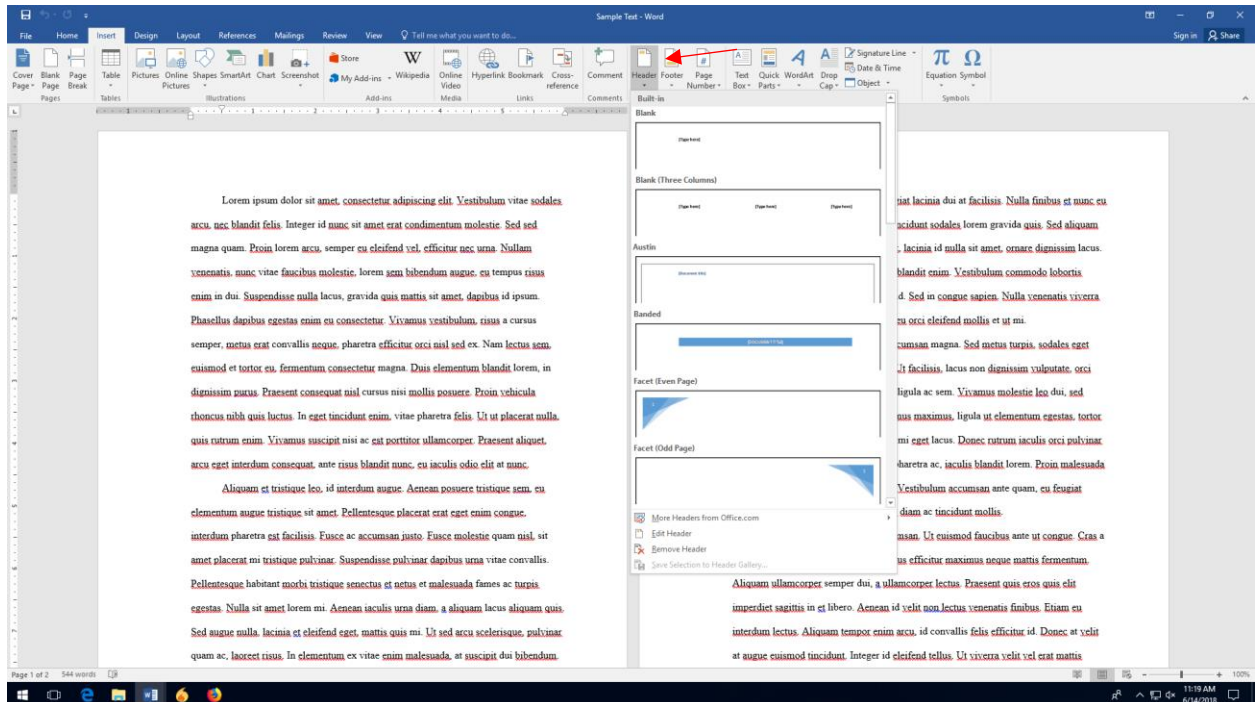 Sample Text - Word
File Home Insert Design Layout References Mailings Review View Tell me what you want to do... Sign in Share
Cover Page Blank Page Page Break Table Pictures Online Pictures Shapes SmartArt Chart Screenshot Store My Add-ins Wikipedia Online Video Hyperlink Bookmark Cross-reference Comment Header Footer Page Number Text Box Quick Parts WordArt Drop Cap Signature Line Date & Time Object Equation Symbol
Pages Tables Illustrations Add-ins Media Links Comments Symbols
Built-in
Blank
[Type here]
Blank (Three Columns)
[Type here] [Type here] [Type here]
Austin
[Document title]
Banded
[DOCUMENT TITLE]
Facet (Even Page)
Facet (Odd Page)
More Headers from Office.com
Edit Header
Remove Header
Save Selection to Header Gallery...
Lorem ipsum dolor sit amet, consectetur adipiscing elit. Vestibulum vitae sodales
arcu, nec blandit felis. Integer id nunc sit amet erat condimentum molestie. Sed sed
magna quam. Proin lorem arcu, semper eu eleifend vel, efficitur nec urna. Nullam
venenatis, nunc vitae faucibus molestie, lorem sem bibendum augue, eu tempus risus
enim in dui. Suspendisse nulla lacus, gravida quis mattis sit amet, dapibus id ipsum.
Phasellus dapibus egestas enim eu consectetur. Vivamus vestibulum, risus a cursus
semper, metus erat convallis neque, pharetra efficitur orci nisl sed ex. Nam lectus sem,
euismod et tortor eu, fermentum consectetur magna. Duis elementum blandit lorem, in
dignissim purus. Praesent consequat nisl cursus nisi mollis posuere. Proin vehicula
rhoncus nibh quis luctus. In eget tincidunt enim, vitae pharetra felis. Ut ut placerat nulla,
quis rutrum enim. Vivamus suscipit nisi ac est porttitor ullamcorper. Praesent aliquet,
arcu eget interdum consequat, ante risus blandit nunc, eu iaculis odio elit at nunc.
Aliquam et tristique leo, id interdum augue. Aenean posuere tristique sem, eu
elementum augue tristique sit amet. Pellentesque placerat erat eget enim congue,
interdum pharetra est facilisis. Fusce ac accumsan justo. Fusce molestie quam nisl, sit
amet placerat mi tristique pulvinar. Suspendisse pulvinar dapibus urna vitae convallis.
Pellentesque habitant morbi tristique senectus et netus et malesuada fames ac turpis
egestas. Nulla sit amet lorem mi. Aenean iaculis urna diam, a aliquam lacus aliquam quis.
Sed augue nulla, lacinia et eleifend eget, mattis quis mi. Ut sed arcu scelerisque, pulvinar
quam ac, laoreet risus. In elementum ex vitae enim malesuada, at suscipit dui bibendum.
lacinia dui at facilisis. Nulla finibus et nunc eu
sodales lorem gravida quis. Sed aliquam
, lacinia id nulla sit amet, ornare dignissim lacus.
blandit enim. Vestibulum commodo lobortis
d. Sed in congue sapien. Nulla venenatis viverra
eu orci eleifend mollis et ut mi.
magna. Sed metus turpis, sodales eget
Ut facilisis, lacus non dignissim vulputate, orci
ligula ac sem. Vivamus molestie leo dui, sed
maximus, ligula ut elementum egestas, tortor
mi eget lacus. Donec rutrum iaculis orci pulvinar
pharetra ac, iaculis blandit lorem. Proin malesuada
Vestibulum accumsan ante quam, eu feugiat
diam ac tincidunt mollis.
Ut euismod faucibus ante ut congue. Cras a
efficitur maximus neque mattis fermentum.
Aliquam ullamcorper semper dui, a ullamcorper lectus. Praesent quis eros quis elit
imperdiet sagittis in et libero. Aenean id velit non lectus venenatis finibus. Etiam eu
interdum lectus. Aliquam tempor enim arcu, id convallis felis efficitur id. Donec at velit
at augue euismod tincidunt. Integer id eleifend tellus. Ut viverra velit vel erat mattis
Page 1 of 2 544 words 100%
11:19 AM
6/14/2018